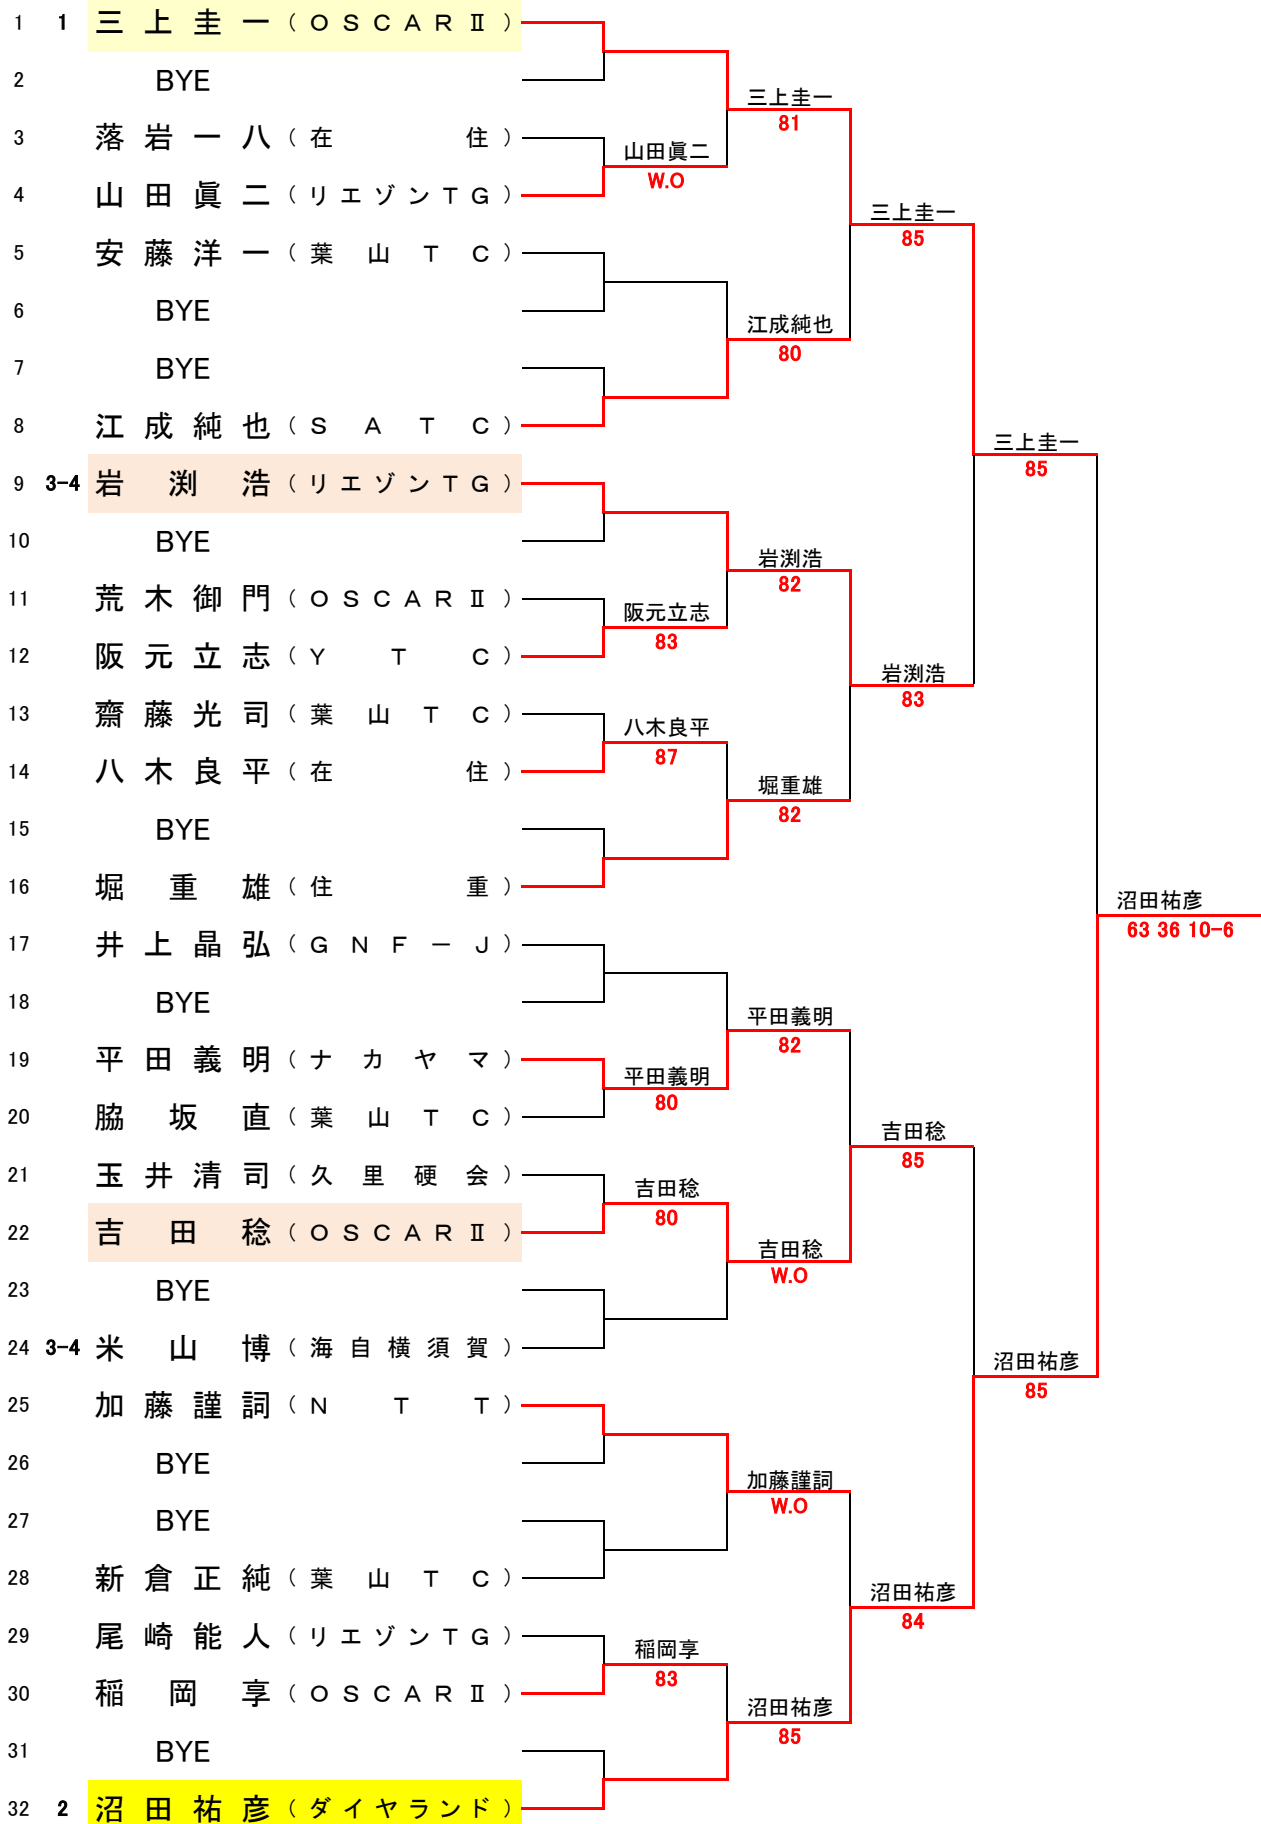 1 1 三上圭一（OSCARⅡ）
2 BYE
三上圭一
81
3 落岩一八（在住）
山田眞二
W.O
4 山田眞二（リエゾンTG）
三上圭一
85
5 安藤洋一（葉山TC）
6 BYE
江成純也
80
7 BYE
8 江成純也（SATC）
三上圭一
85
9 3-4 岩渕浩（リエゾンTG）
10 BYE
岩渕浩
82
11 荒木御門（OSCARⅡ）
阪元立志
83
12 阪元立志（YTC）
岩渕浩
83
13 齋藤光司（葉山TC）
八木良平
87
14 八木良平（在住）
堀重雄
82
15 BYE
16 堀重雄（住重）
沼田祐彦
63 36 10-6
17 井上晶弘（GNF－J）
18 BYE
平田義明
82
19 平田義明（ナカヤマ）
平田義明
80
20 脇坂直（葉山TC）
吉田稔
85
21 玉井清司（久里硬会）
吉田稔
80
22 吉田稔（OSCARⅡ）
吉田稔
W.O
23 BYE
24 3-4 米山博（海自横須賀）
沼田祐彦
85
25 加藤謹詞（NTT）
26 BYE
加藤謹詞
W.O
27 BYE
28 新倉正純（葉山TC）
沼田祐彦
84
29 尾崎能人（リエゾンTG）
稲岡享
83
30 稲岡享（OSCARⅡ）
沼田祐彦
85
31 BYE
32 2 沼田祐彦（ダイヤランド）